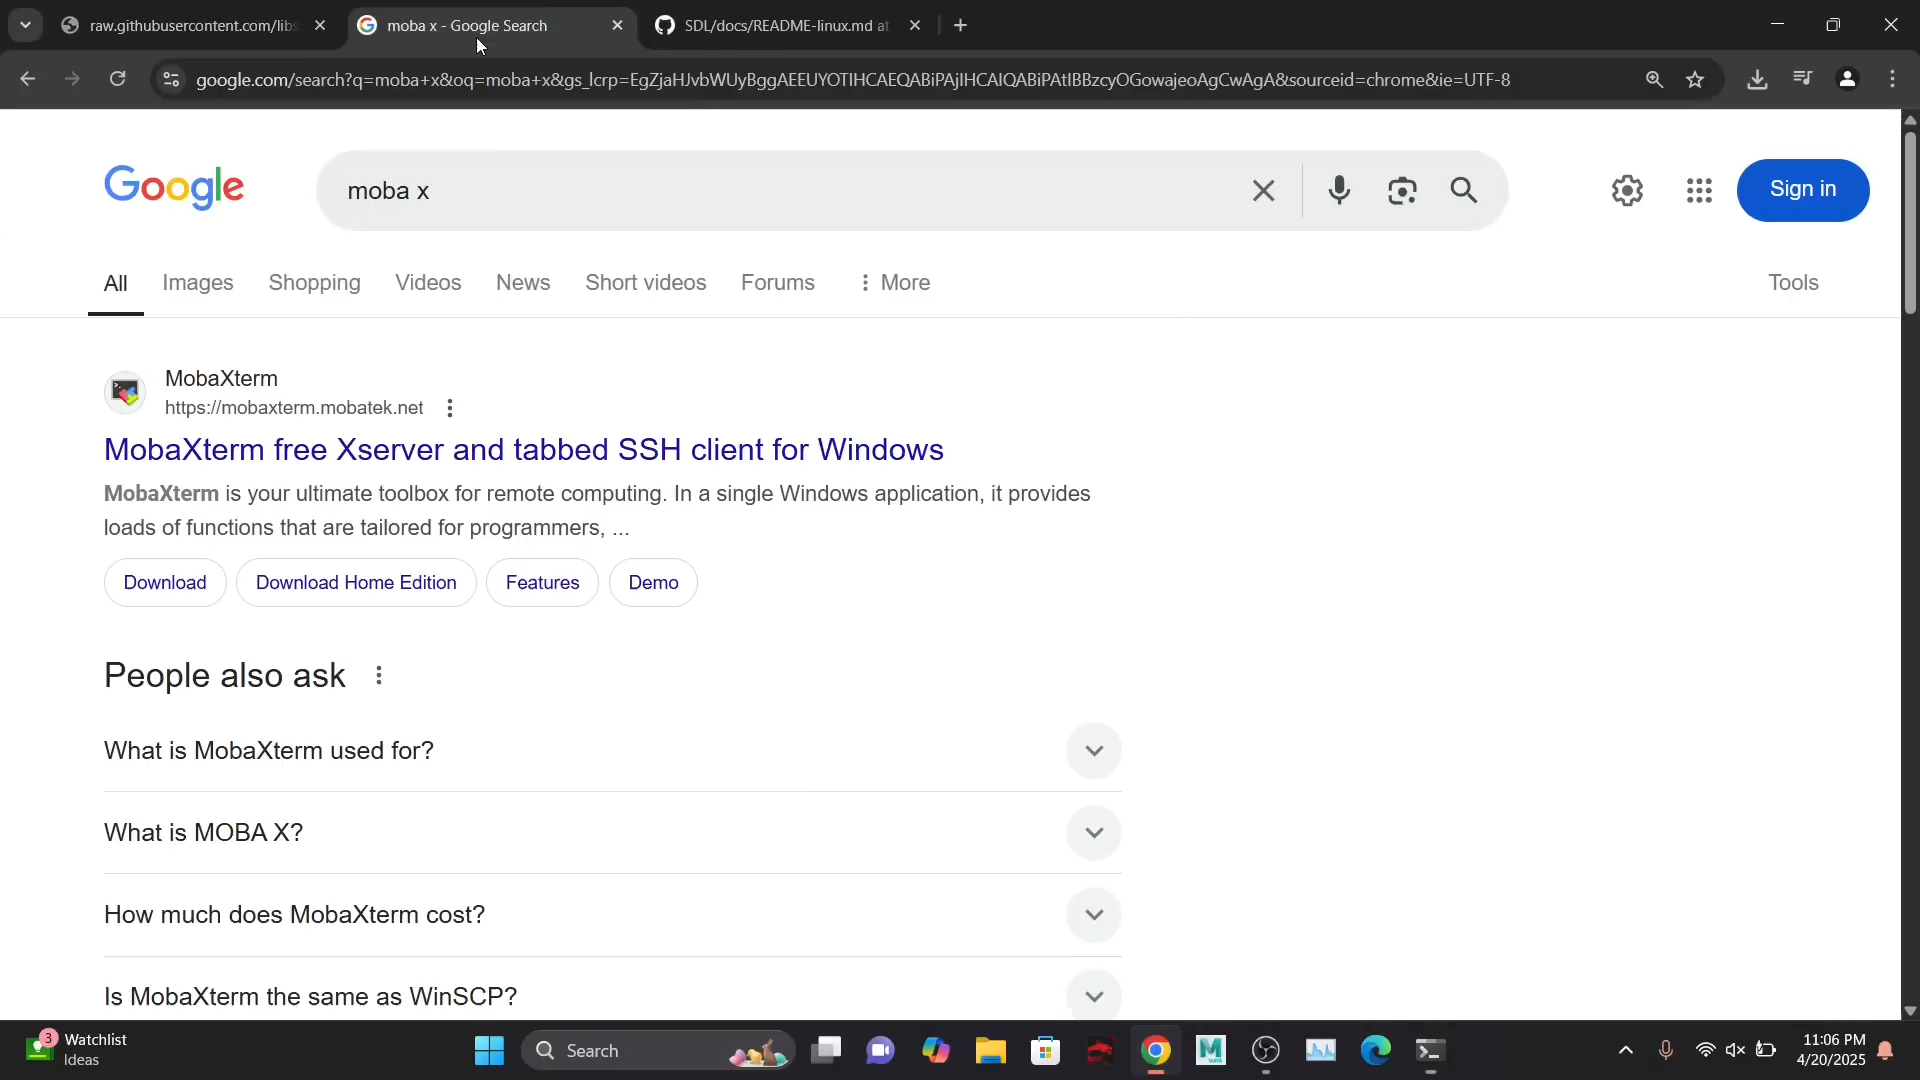 raw.githubusercontent.com/libs
moba x - Google Search
SDL/docs/README-linux.md at
google.com/search?q=moba+x&oq=moba+x&gs_lcrp=EgZjaHJvbWUyBggAEEUYOTIHCAEQABiPAjIHCAIQABiPAtIBBzcyOGowajeoAgCwAgA&sourceid=chrome&ie=UTF-8
Google
moba x
Sign in
All
Images
Shopping
Videos
News
Short videos
Forums
More
Tools
MobaXterm
https://mobaxterm.mobatek.net
MobaXterm free Xserver and tabbed SSH client for Windows
MobaXterm is your ultimate toolbox for remote computing. In a single Windows application, it provides
loads of functions that are tailored for programmers, ...
Download
Download Home Edition
Features
Demo
People also ask
What is MobaXterm used for?
What is MOBA X?
How much does MobaXterm cost?
Is MobaXterm the same as WinSCP?
3
Watchlist
Ideas
Search
11:06 PM
4/20/2025